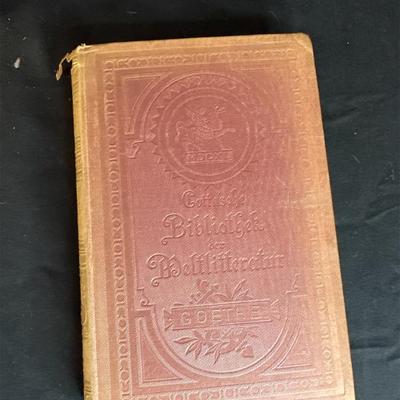 Cotta'sche
Bibliothek
der
Weltlitteratur
GOETHE